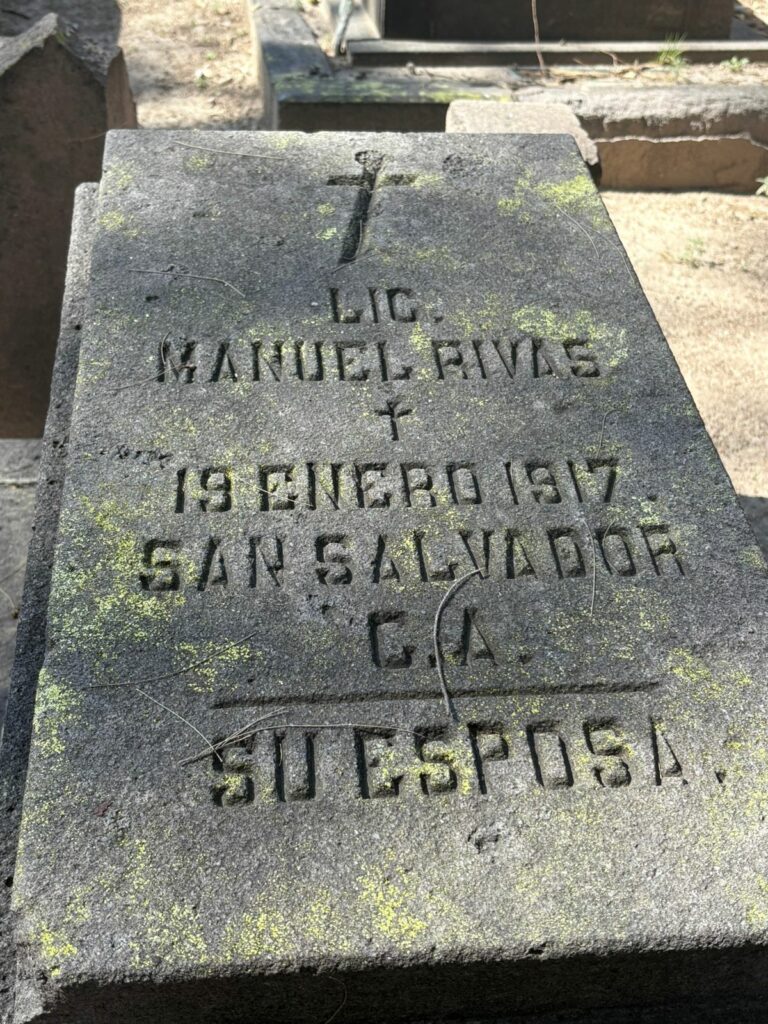 LIC.
MANUEL RIVAS
†
19 ENERO 1917.
SAN SALVADOR
C.A.
SU ESPOSA.